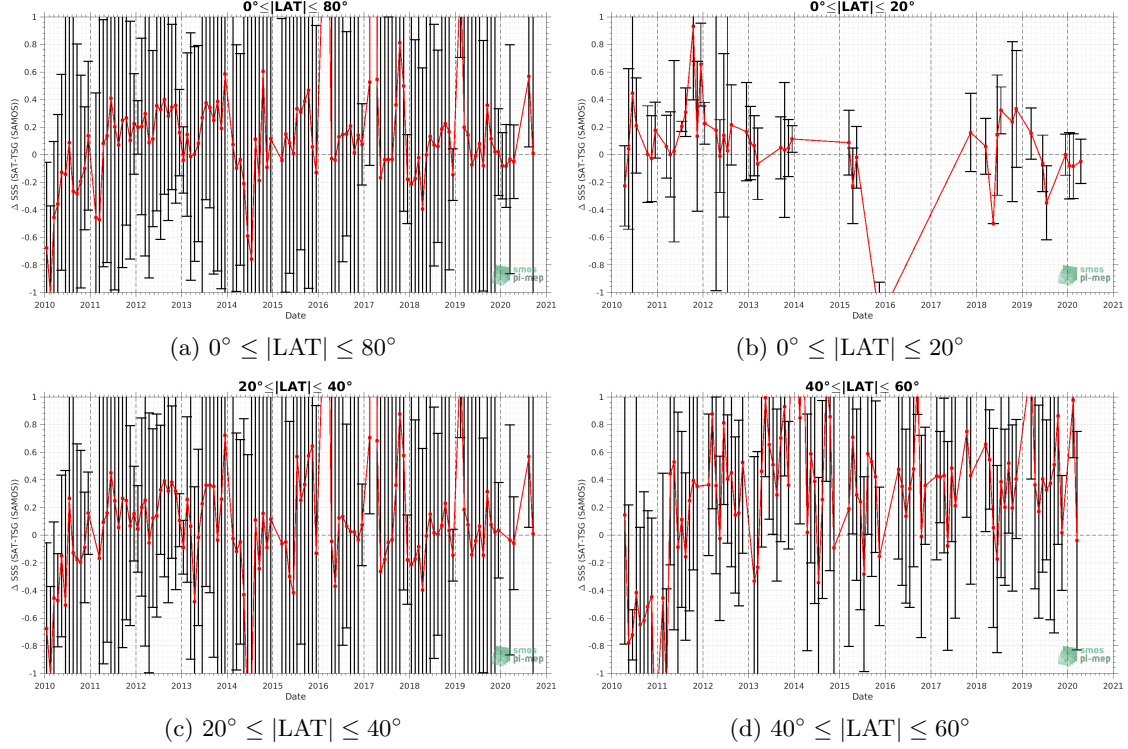 0°≤|LAT|≤ 80°
Δ SSS (SAT-TSG (SAMOS))
1
0.8
0.6
0.4
0.2
0
-0.2
-0.4
-0.6
-0.8
-1
2010 2011 2012 2013 2014 2015 2016 2017 2018 2019 2020 2021
Date
smos
pi-mep
(a) 0° ≤ |LAT| ≤ 80°
0°≤|LAT|≤ 20°
Δ SSS (SAT-TSG (SAMOS))
1
0.8
0.6
0.4
0.2
0
-0.2
-0.4
-0.6
-0.8
-1
2010 2011 2012 2013 2014 2015 2016 2017 2018 2019 2020 2021
Date
smos
pi-mep
(b) 0° ≤ |LAT| ≤ 20°
20°≤|LAT|≤ 40°
Δ SSS (SAT-TSG (SAMOS))
1
0.8
0.6
0.4
0.2
0
-0.2
-0.4
-0.6
-0.8
-1
2010 2011 2012 2013 2014 2015 2016 2017 2018 2019 2020 2021
Date
smos
pi-mep
(c) 20° ≤ |LAT| ≤ 40°
40°≤|LAT|≤ 60°
Δ SSS (SAT-TSG (SAMOS))
1
0.8
0.6
0.4
0.2
0
-0.2
-0.4
-0.6
-0.8
-1
2010 2011 2012 2013 2014 2015 2016 2017 2018 2019 2020 2021
Date
smos
pi-mep
(d) 40° ≤ |LAT| ≤ 60°